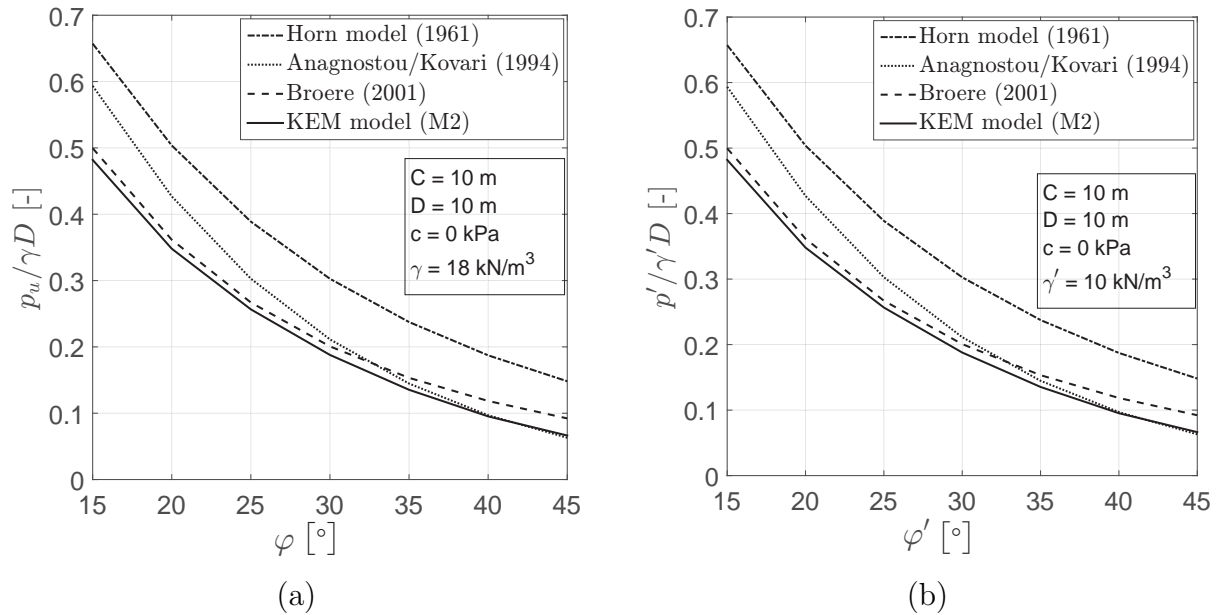 0.7
0.6
0.5
0.4
0.3
0.2
0.1
0
p_u/γD [-]
Horn model (1961)
Anagnostou/Kovari (1994)
Broere (2001)
KEM model (M2)
C = 10 m
D = 10 m
c = 0 kPa
γ = 18 kN/m³
15 20 25 30 35 40 45
φ [°]
(a)
0.7
0.6
0.5
0.4
0.3
0.2
0.1
0
p′/γ′D [-]
Horn model (1961)
Anagnostou/Kovari (1994)
Broere (2001)
KEM model (M2)
C = 10 m
D = 10 m
c = 0 kPa
γ′ = 10 kN/m³
15 20 25 30 35 40 45
φ′ [°]
(b)